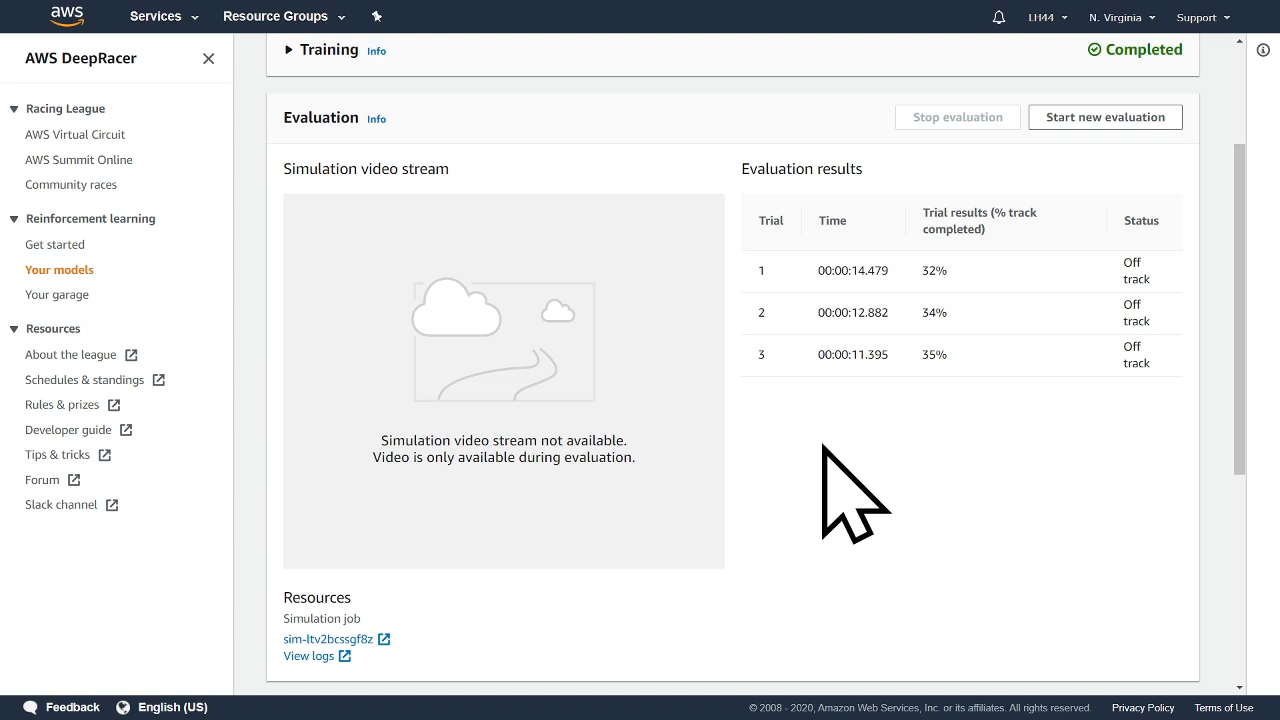 aws
Services
Resource Groups
LH44
N. Virginia
Support
AWS DeepRacer
Racing League
AWS Virtual Circuit
AWS Summit Online
Community races
Reinforcement learning
Get started
Your models
Your garage
Resources
About the league
Schedules & standings
Rules & prizes
Developer guide
Tips & tricks
Forum
Slack channel
Training Info
Completed
Evaluation Info
Stop evaluation
Start new evaluation
Simulation video stream
Simulation video stream not available.
Video is only available during evaluation.
Evaluation results
Trial Time Trial results (% track
completed) Status
1 00:00:14.479 32% Off
track
2 00:00:12.882 34% Off
track
3 00:00:11.395 35% Off
track
Resources
Simulation job
sim-ltv2bcssgf8z
View logs
Feedback
English (US)
© 2008 - 2020, Amazon Web Services, Inc. or its affiliates. All rights reserved.
Privacy Policy
Terms of Use